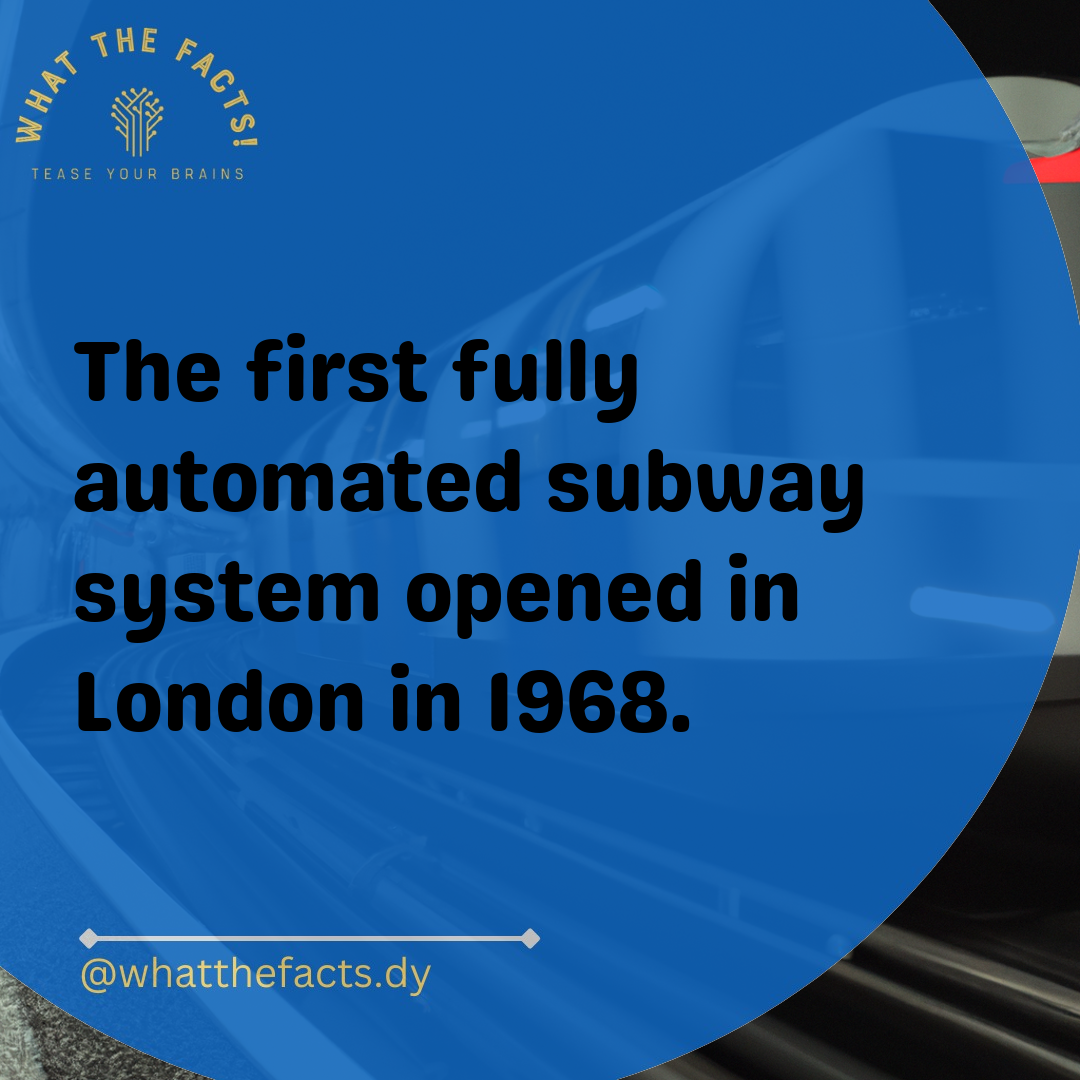 WHAT THE FACTS!
TEASE YOUR BRAINS
The first fully
automated subway
system opened in
London in 1968.
@whatthefacts.dy